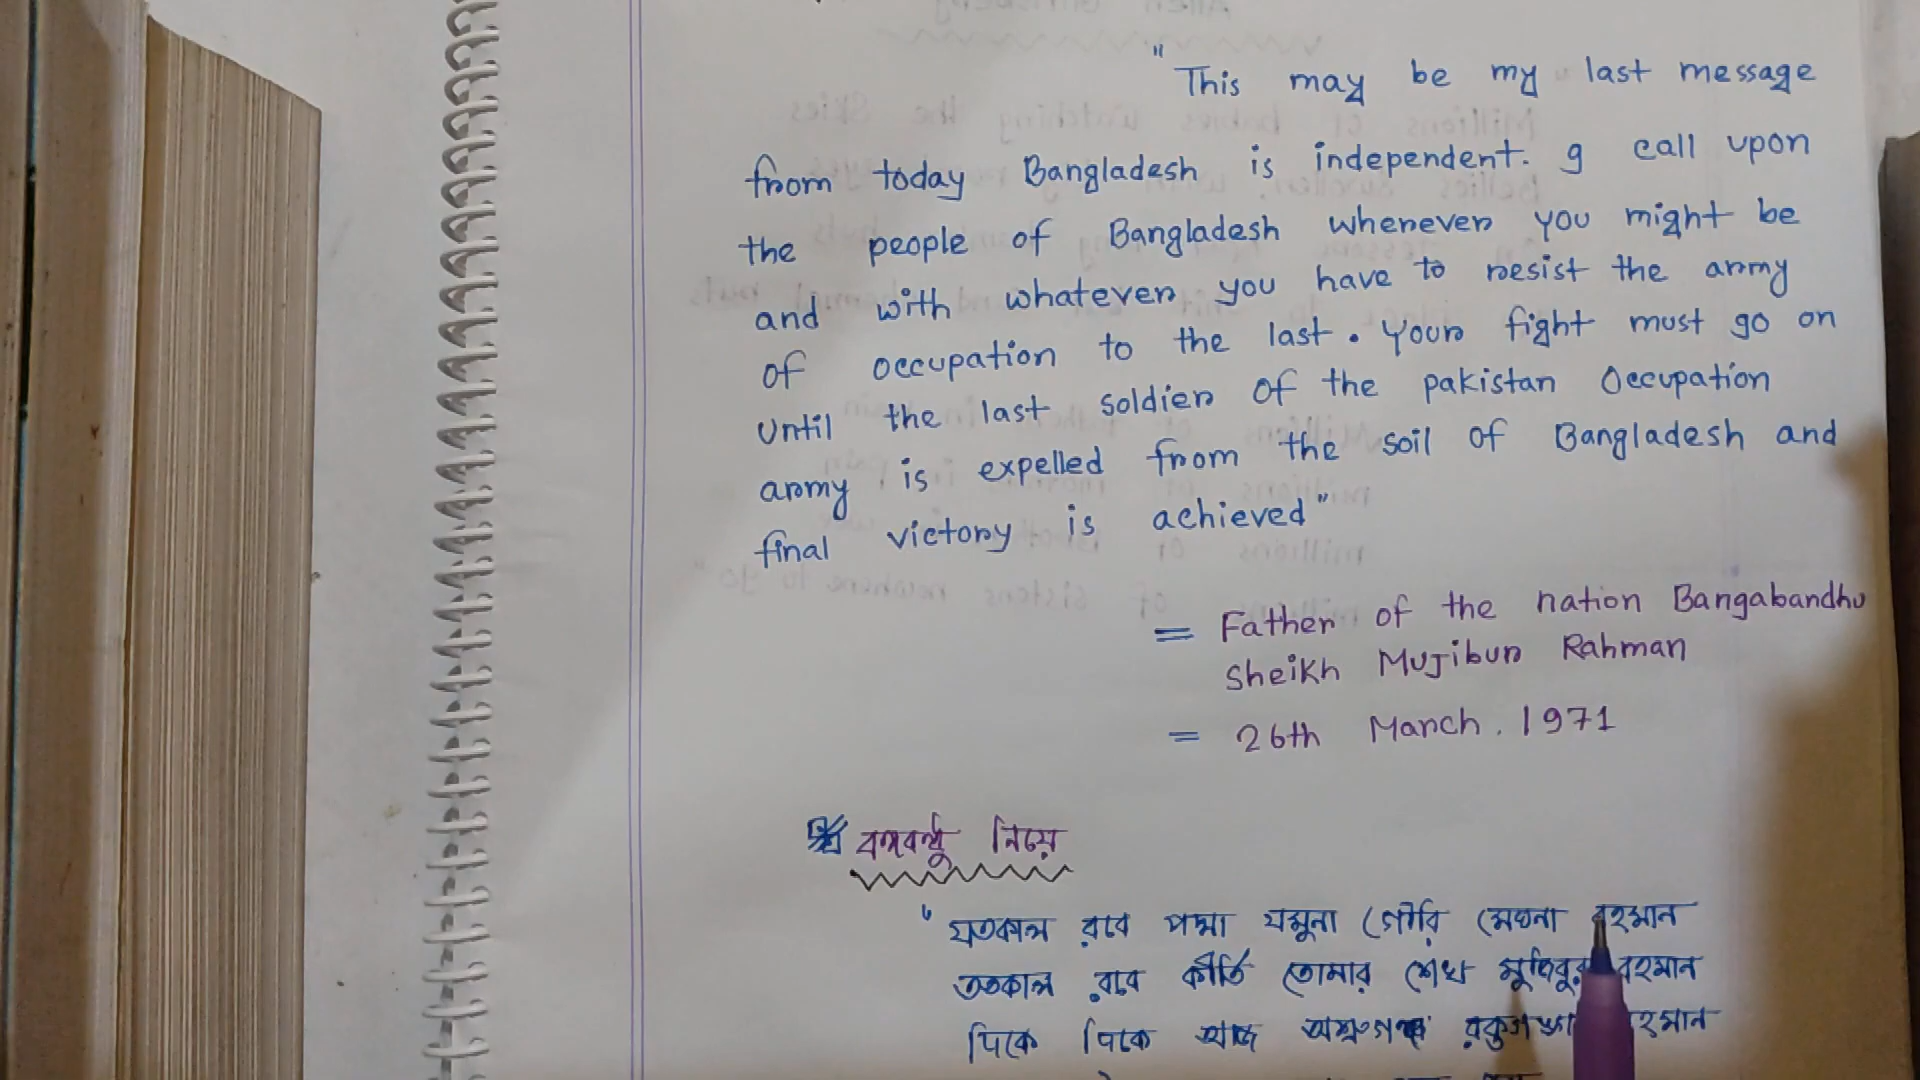 "This may be my last message
from today Bangladesh is independent. I call upon
the people of Bangladesh wherever you might be
and with whatever you have to resist the army
of occupation to the last. Your fight must go on
until the last soldier of the pakistan Occupation
army is expelled from the soil of Bangladesh and
final victory is achieved"
= Father of the nation Bangabandhu
Sheikh Mujibur Rahman
= 26th March. 1971
বঙ্গবন্ধু নিয়ে
" যতকাল রবে পদ্মা যমুনা গৌরি মেঘনা বহমান
ততকাল রবে কীর্তি তোমার শেখ মুজিবুর রহমান
দিকে দিকে আজ অশ্রুগঙ্গা রক্তগঙ্গা বহমান